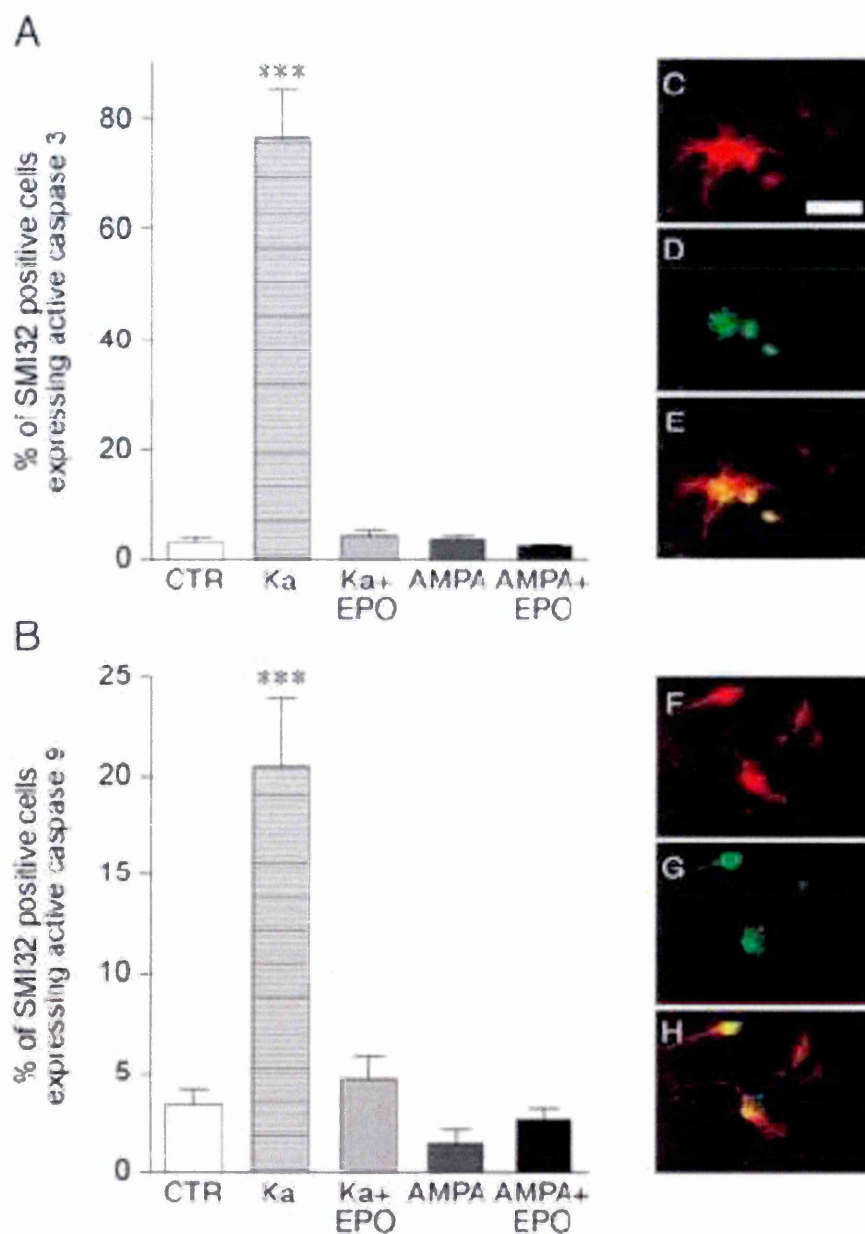 A
% of SMI32 positive cells
expressing active caspase 3
80
60
40
20
0
***
CTR
Ka
Ka+
EPO
AMPA
AMPA+
EPO
C
D
E
B
% of SMI32 positive cells
expressing active caspase 9
25
20
15
10
5
0
***
CTR
Ka
Ka+
EPO
AMPA
AMPA+
EPO
F
G
H